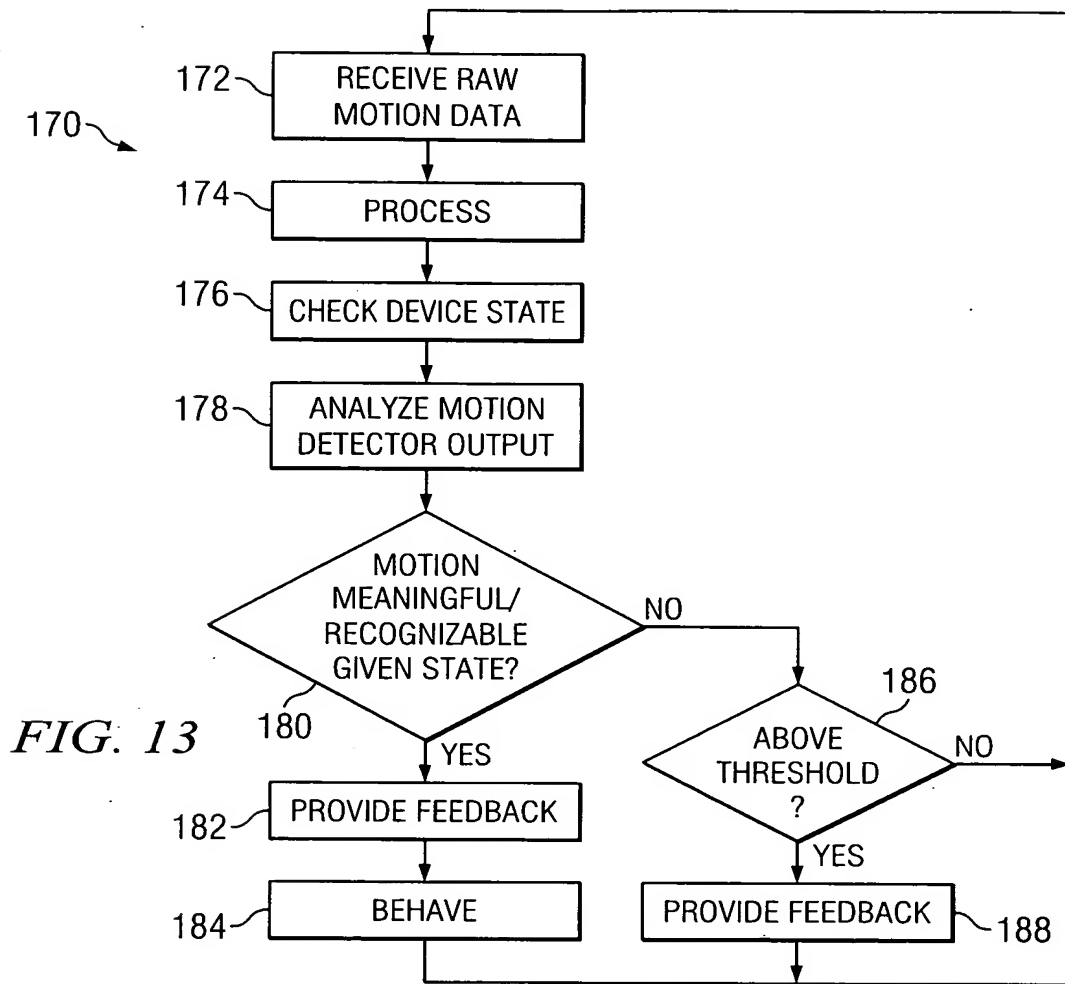 172
RECEIVE RAW
MOTION DATA
170
174
PROCESS
176
CHECK DEVICE STATE
178
ANALYZE MOTION
DETECTOR OUTPUT
MOTION
MEANINGFUL/
RECOGNIZABLE
GIVEN STATE?
NO
180
YES
186
ABOVE
THRESHOLD
?
NO
YES
FIG. 13
182
PROVIDE FEEDBACK
184
BEHAVE
PROVIDE FEEDBACK
188